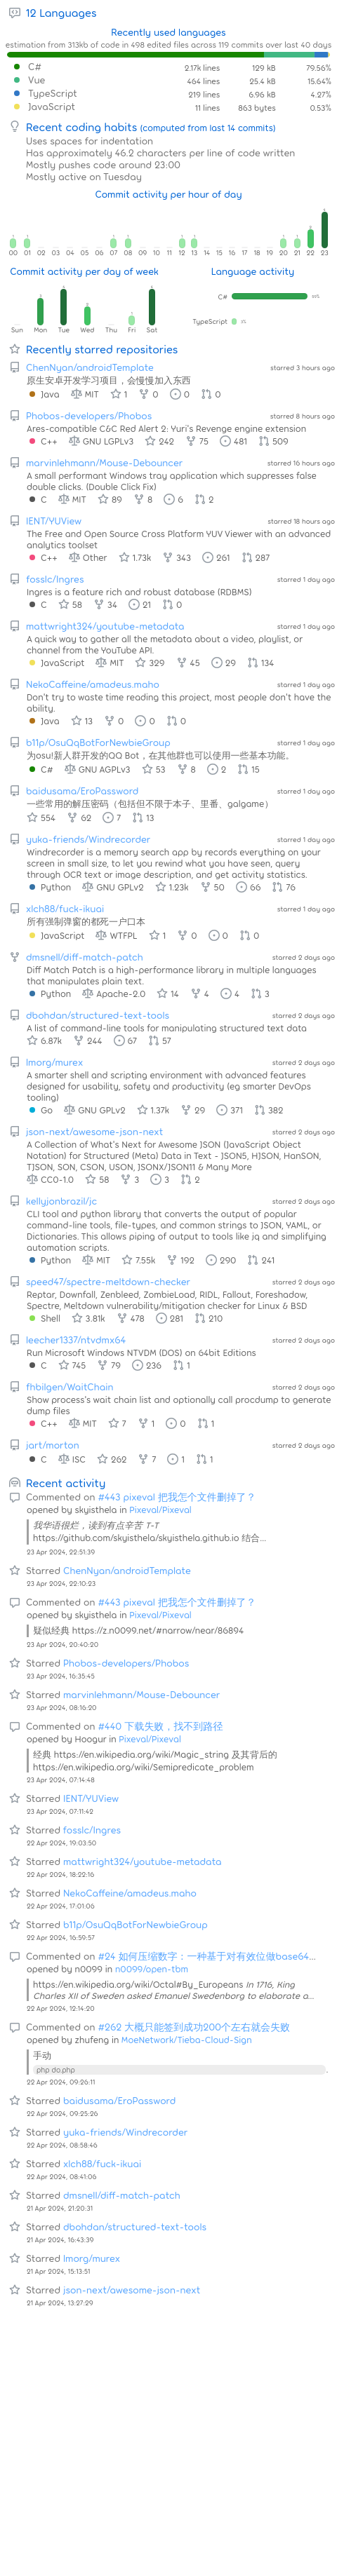 12 Languages
Recently used languages
estimation from 313kb of code in 498 edited files across 119 commits over last 40 days
C# 2.17k lines 129 kB 79.56%
Vue 464 lines 25.4 kB 15.64%
TypeScript 219 lines 6.96 kB 4.27%
JavaScript 11 lines 863 bytes 0.53%
Recent coding habits (computed from last 14 commits)
Uses spaces for indentation
Has approximately 46.2 characters per line of code written
Mostly pushes code around 23:00
Mostly active on Tuesday
Commit activity per hour of day
00 01 02 03 04 05 06 07 08 09 10 11 12 13 14 15 16 17 18 19 20 21 22 23
Commit activity per day of week
Language activity
C#
TypeScript
Sun Mon Tue Wed Thu Fri Sat
Recently starred repositories
ChenNyan/androidTemplate starred 3 hours ago
原生安卓开发学习项目，会慢慢加入东西
Java MIT 1 0 0 0
Phobos-developers/Phobos starred 8 hours ago
Ares-compatible C&C Red Alert 2: Yuri's Revenge engine extension
C++ GNU LGPLv3 242 75 481 509
marvinlehmann/Mouse-Debouncer starred 16 hours ago
A small performant Windows tray application which suppresses false
double clicks. (Double Click Fix)
C MIT 89 8 6 2
IENT/YUView starred 18 hours ago
The Free and Open Source Cross Platform YUV Viewer with an advanced
analytics toolset
C++ Other 1.73k 343 261 287
fosslc/Ingres starred 1 day ago
Ingres is a feature rich and robust database (RDBMS)
C 58 34 21 0
mattwright324/youtube-metadata starred 1 day ago
A quick way to gather all the metadata about a video, playlist, or
channel from the YouTube API.
JavaScript MIT 329 45 29 134
NekoCaffeine/amadeus.maho starred 1 day ago
Don't try to waste time reading this project, most people don't have the
ability.
Java 13 0 0 0
b11p/OsuQqBotForNewbieGroup starred 1 day ago
为osu!新人群开发的QQ Bot，在其他群也可以使用一些基本功能。
C# GNU AGPLv3 53 8 2 15
baidusama/EroPassword starred 1 day ago
一些常用的解压密码（包括但不限于本子、里番、galgame）
554 62 7 13
yuka-friends/Windrecorder starred 1 day ago
Windrecorder is a memory search app by records everything on your
screen in small size, to let you rewind what you have seen, query
through OCR text or image description, and get activity statistics.
Python GNU GPLv2 1.23k 50 66 76
xlch88/fuck-ikuai starred 1 day ago
所有强制弹窗的都死一户口本
JavaScript WTFPL 1 0 0 0
dmsnell/diff-match-patch starred 2 days ago
Diff Match Patch is a high-performance library in multiple languages
that manipulates plain text.
Python Apache-2.0 14 4 4 3
dbohdan/structured-text-tools starred 2 days ago
A list of command-line tools for manipulating structured text data
6.87k 244 67 57
lmorg/murex starred 2 days ago
A smarter shell and scripting environment with advanced features
designed for usability, safety and productivity (eg smarter DevOps
tooling)
Go GNU GPLv2 1.37k 29 371 382
json-next/awesome-json-next starred 2 days ago
A Collection of What's Next for Awesome JSON (JavaScript Object
Notation) for Structured (Meta) Data in Text - JSON5, HJSON, HanSON,
TJSON, SON, CSON, USON, JSONX/JSON11 & Many More
CC0-1.0 58 3 3 2
kellyjonbrazil/jc starred 2 days ago
CLI tool and python library that converts the output of popular
command-line tools, file-types, and common strings to JSON, YAML, or
Dictionaries. This allows piping of output to tools like jq and simplifying
automation scripts.
Python MIT 7.55k 192 290 241
speed47/spectre-meltdown-checker starred 2 days ago
Reptar, Downfall, Zenbleed, ZombieLoad, RIDL, Fallout, Foreshadow,
Spectre, Meltdown vulnerability/mitigation checker for Linux & BSD
Shell 3.81k 478 281 210
leecher1337/ntvdmx64 starred 2 days ago
Run Microsoft Windows NTVDM (DOS) on 64bit Editions
C 745 79 236 1
fhbilgen/WaitChain starred 2 days ago
Show process's wait chain list and optionally call procdump to generate
dump files
C++ MIT 7 1 0 1
jart/morton starred 2 days ago
C ISC 262 7 1 1
Recent activity
Commented on #443 pixeval 把我怎个文件删掉了？
opened by skyisthela in Pixeval/Pixeval
我华语很烂，读到有点辛苦 T-T
https://github.com/skyisthela/skyisthela.github.io 结合...
23 Apr 2024, 22:51:39
Starred ChenNyan/androidTemplate
23 Apr 2024, 22:10:23
Commented on #443 pixeval 把我怎个文件删掉了？
opened by skyisthela in Pixeval/Pixeval
疑似经典 https://z.n0099.net/#narrow/near/86894
23 Apr 2024, 20:40:20
Starred Phobos-developers/Phobos
23 Apr 2024, 16:35:45
Starred marvinlehmann/Mouse-Debouncer
23 Apr 2024, 08:16:20
Commented on #440 下载失败，找不到路径
opened by Hoogur in Pixeval/Pixeval
经典 https://en.wikipedia.org/wiki/Magic_string 及其背后的
https://en.wikipedia.org/wiki/Semipredicate_problem
23 Apr 2024, 07:14:48
Starred IENT/YUView
23 Apr 2024, 07:11:42
Starred fosslc/Ingres
22 Apr 2024, 19:03:50
Starred mattwright324/youtube-metadata
22 Apr 2024, 18:22:16
Starred NekoCaffeine/amadeus.maho
22 Apr 2024, 17:01:06
Starred b11p/OsuQqBotForNewbieGroup
22 Apr 2024, 16:59:57
Commented on #24 如何压缩数字：一种基于对有效位做base64...
opened by n0099 in n0099/open-tbm
https://en.wikipedia.org/wiki/Octal#By_Europeans In 1716, King
Charles XII of Sweden asked Emanuel Swedenborg to elaborate a...
22 Apr 2024, 12:14:20
Commented on #262 大概只能签到成功200个左右就会失败
opened by zhufeng in MoeNetwork/Tieba-Cloud-Sign
手动
php do.php.
22 Apr 2024, 09:26:11
Starred baidusama/EroPassword
22 Apr 2024, 09:25:26
Starred yuka-friends/Windrecorder
22 Apr 2024, 08:58:46
Starred xlch88/fuck-ikuai
22 Apr 2024, 08:41:06
Starred dmsnell/diff-match-patch
21 Apr 2024, 21:20:31
Starred dbohdan/structured-text-tools
21 Apr 2024, 16:43:39
Starred lmorg/murex
21 Apr 2024, 15:13:51
Starred json-next/awesome-json-next
21 Apr 2024, 13:27:29